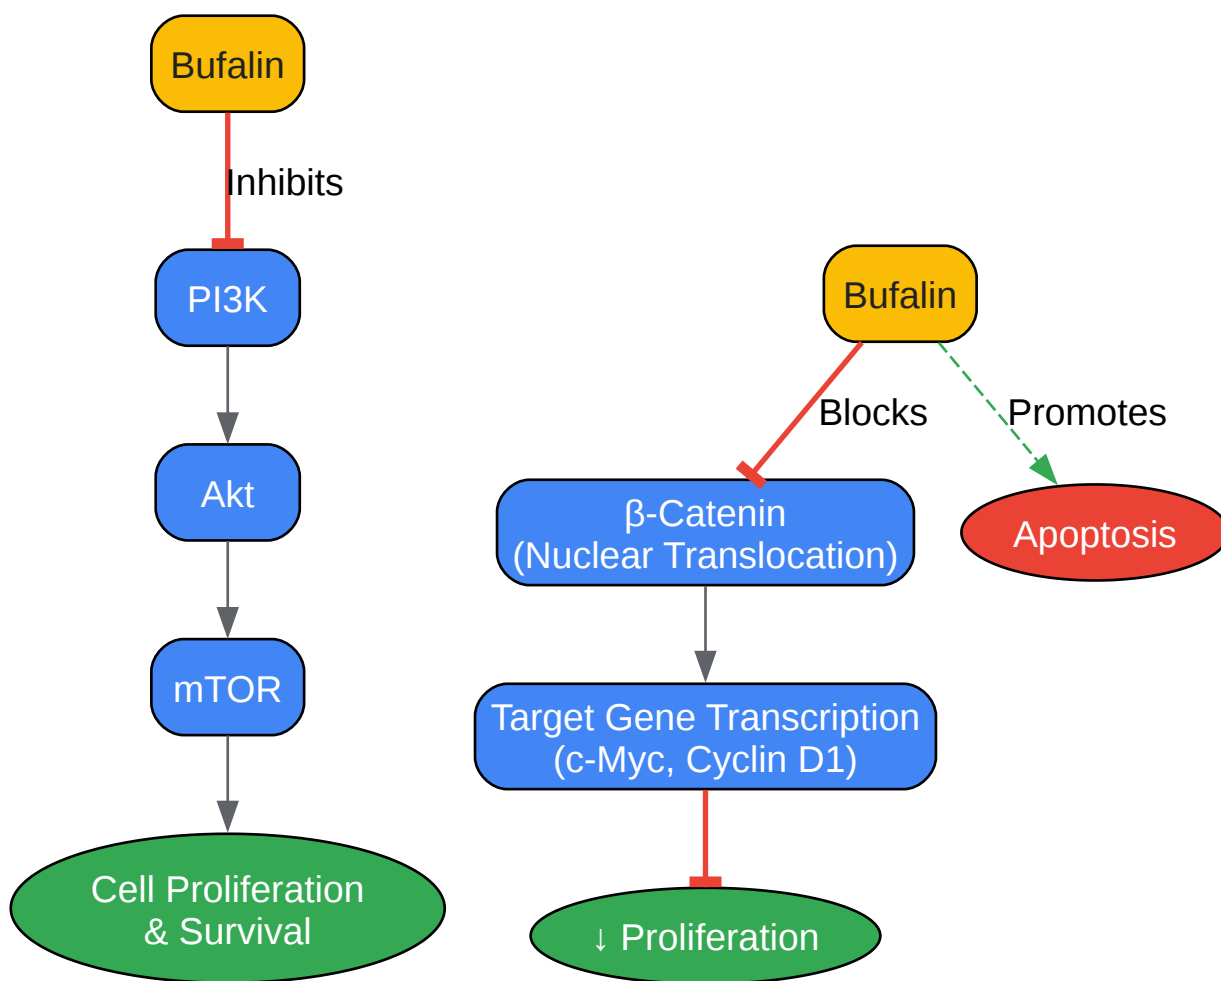 Bufalin
Inhibits
PI3K
Akt
mTOR
Cell Proliferation
& Survival
Bufalin
Blocks
Promotes
β-Catenin
(Nuclear Translocation)
Apoptosis
Target Gene Transcription
(c-Myc, Cyclin D1)
↓ Proliferation